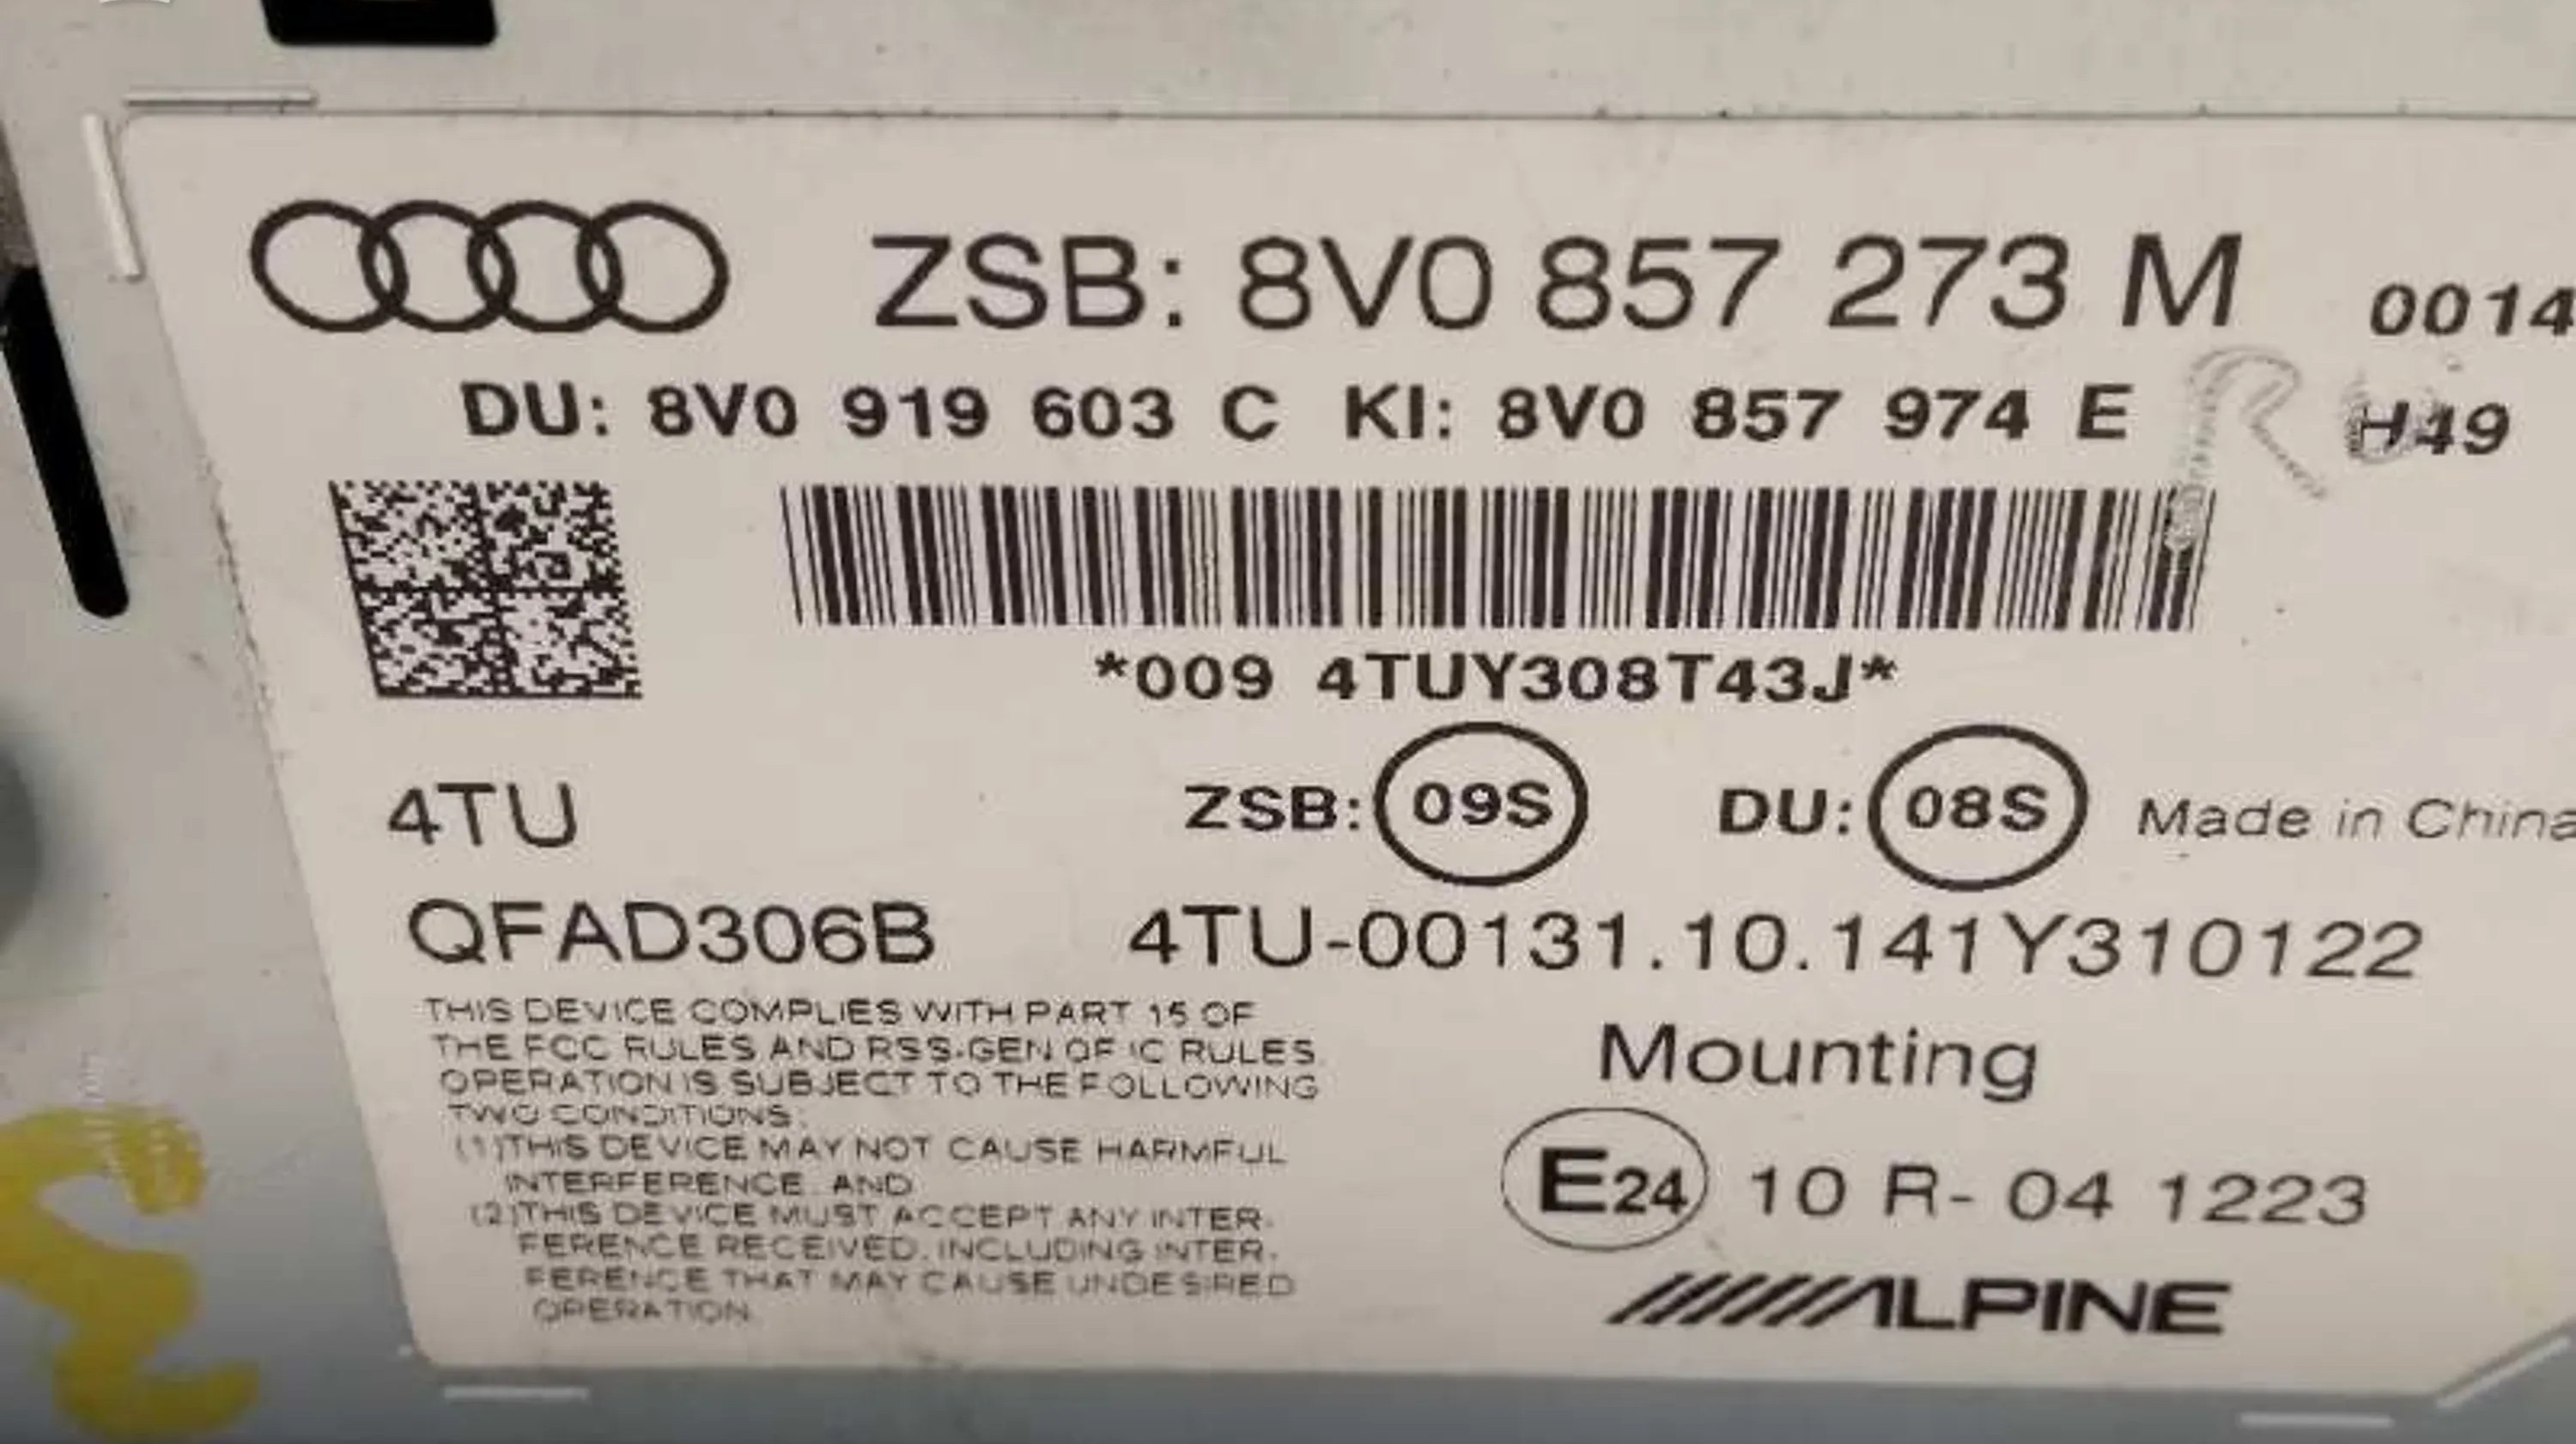 ZSB: 8V0 857 273 M 0014
DU: 8V0 919 603 C KI: 8V0 857 974 E H49
*009 4TUY308T43J*
4TU ZSB: 09S DU: 08S Made in China
QFAD306B 4TU-00131.10.141Y310122
THIS DEVICE COMPLIES WITH PART 15 OF
THE FCC RULES AND RSS-GEN OF IC RULES.
OPERATION IS SUBJECT TO THE FOLLOWING
TWO CONDITIONS:
(1)THIS DEVICE MAY NOT CAUSE HARMFUL
INTERFERENCE. AND
(2)THIS DEVICE MUST ACCEPT ANY INTER-
FERENCE RECEIVED. INCLUDING INTER-
FERENCE THAT MAY CAUSE UNDESIRED
OPERATION.
Mounting
E24 10 R- 04 1223
ALPINE